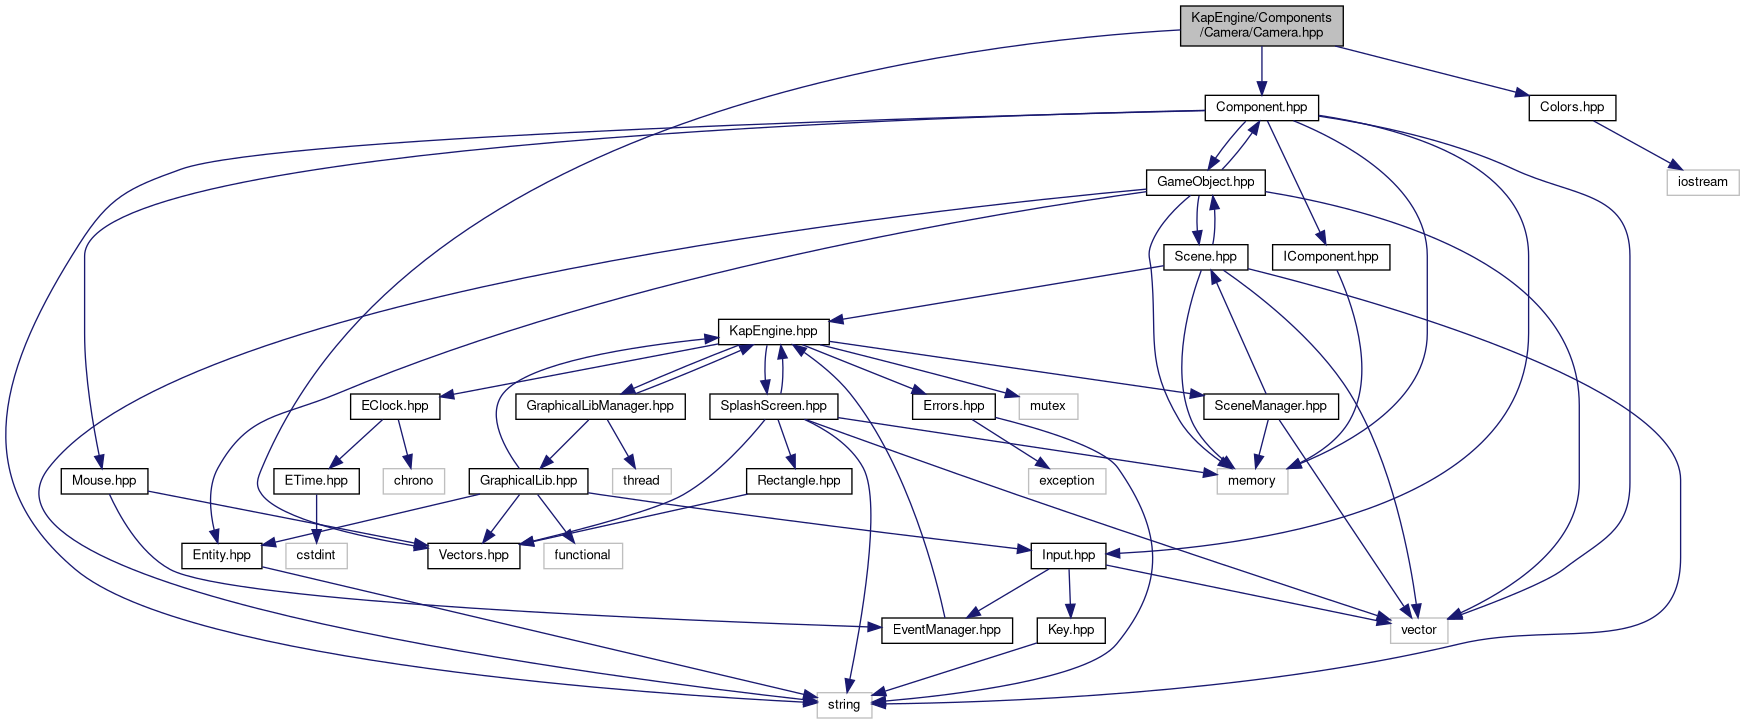 KapEngine/Components
/Camera/Camera.hpp
Component.hpp
Colors.hpp
GameObject.hpp
iostream
Scene.hpp
IComponent.hpp
KapEngine.hpp
EClock.hpp
GraphicalLibManager.hpp
SplashScreen.hpp
Errors.hpp
mutex
SceneManager.hpp
Mouse.hpp
ETime.hpp
chrono
GraphicalLib.hpp
thread
Rectangle.hpp
exception
memory
Entity.hpp
cstdint
Vectors.hpp
functional
Input.hpp
EventManager.hpp
Key.hpp
vector
string